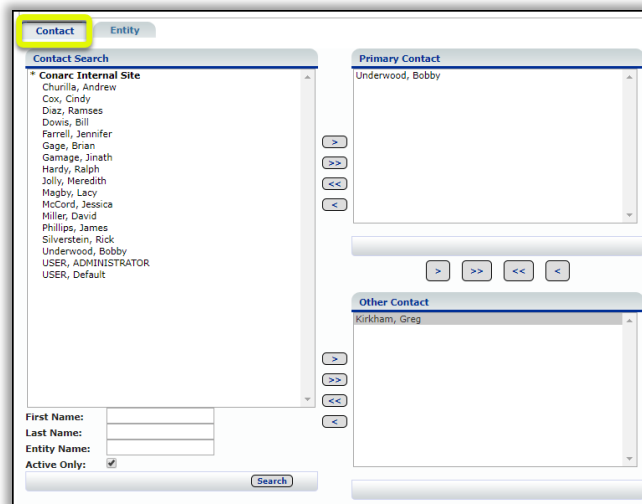 Contact Entity
Contact Search
* Conarc Internal Site
Churilla, Andrew
Cox, Cindy
Diaz, Ramses
Dowis, Bill
Farrell, Jennifer
Gage, Brian
Gamage, Jinath
Hardy, Ralph
Jolly, Meredith
Magby, Lacy
McCord, Jessica
Miller, David
Phillips, James
Silverstein, Rick
Underwood, Bobby
USER, ADMINISTRATOR
USER, Default
First Name:
Last Name:
Entity Name:
Active Only:
Search
>
>>
<<
<
>
>>
<<
<
Primary Contact
Underwood, Bobby
> >> << <
Other Contact
Kirkham, Greg